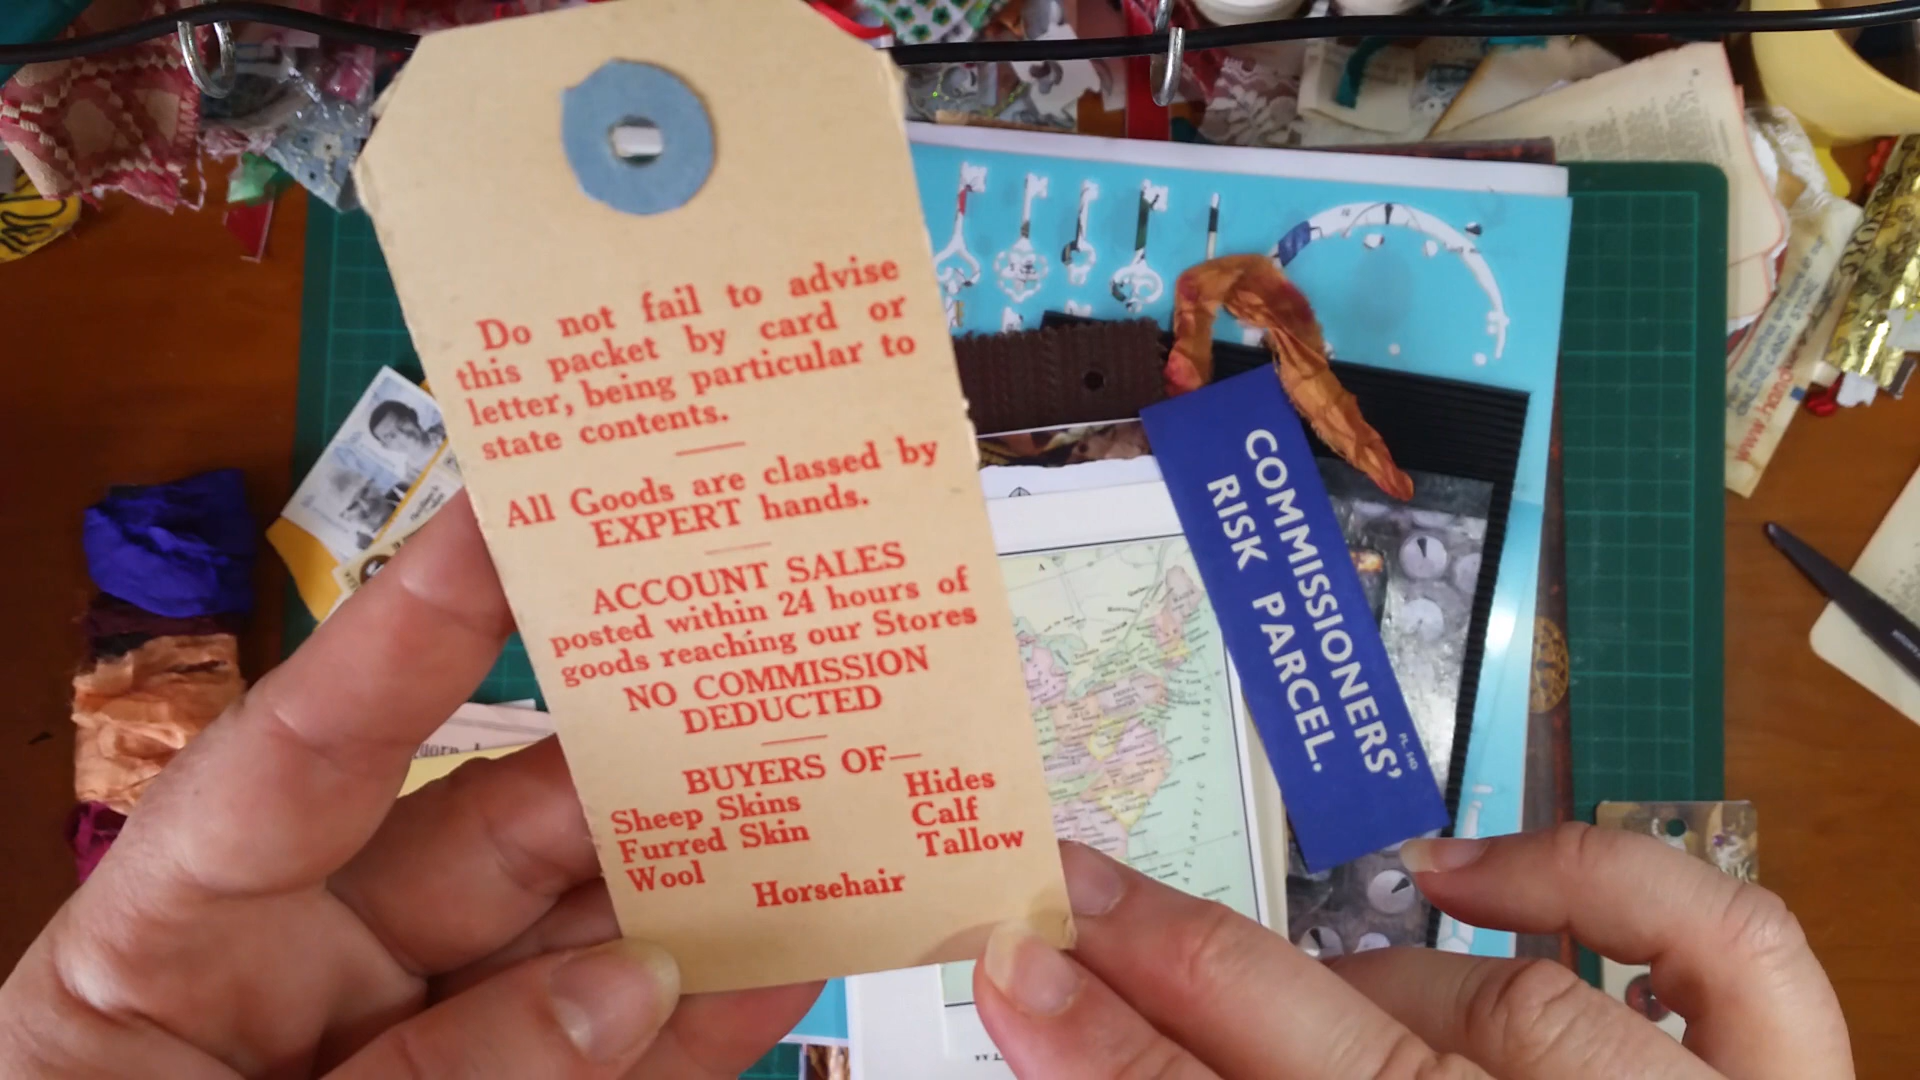 Do not fail to advise
this packet by card or
letter, being particular to
state contents.
All Goods are classed by
EXPERT hands.
ACCOUNT SALES
posted within 24 hours of
goods reaching our Stores
NO COMMISSION
DEDUCTED
BUYERS OF—
Sheep Skins Hides
Furred Skin Calf
Wool Tallow
Horsehair
COMMISSIONERS'
RISK PARCEL.
ATLANTIC OCEAN